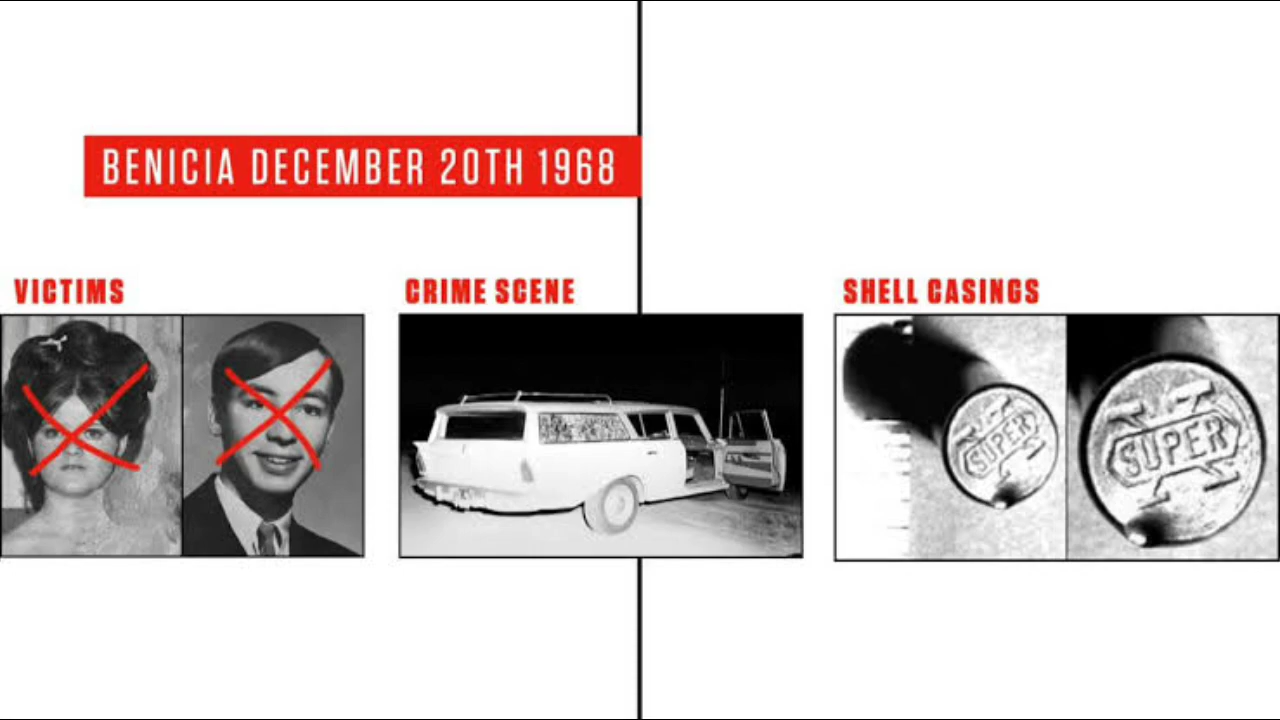 BENICIA DECEMBER 20TH 1968
VICTIMS
CRIME SCENE
SHELL CASINGS
SUPER
SUPER